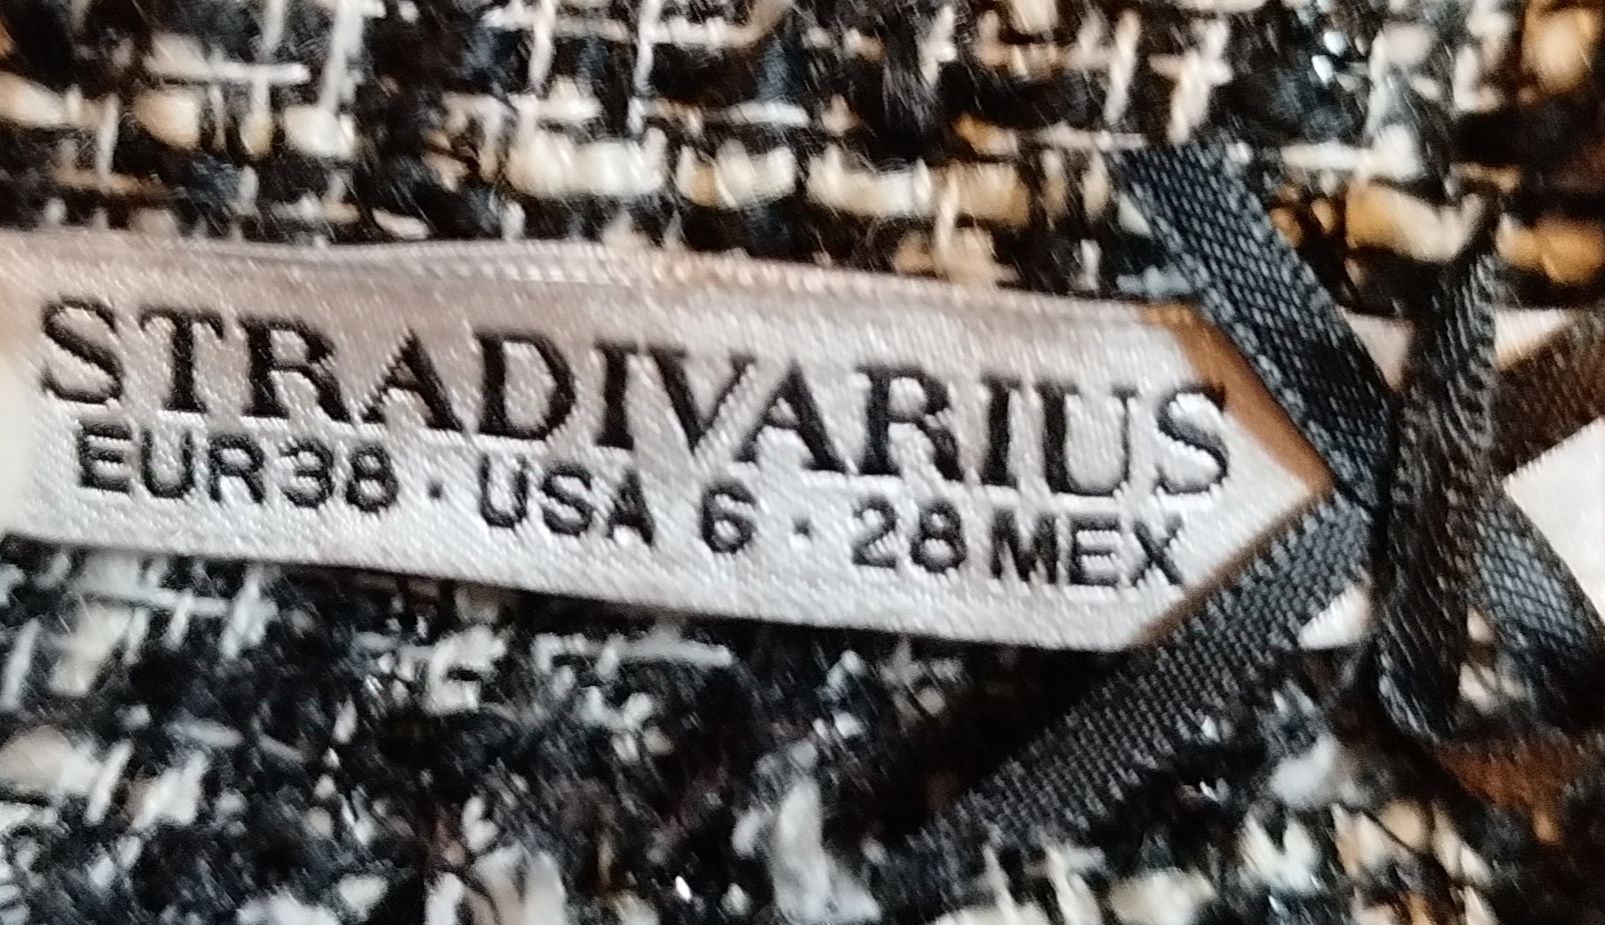 STRADIVARIUS
EUR38 · USA 6 · 28MEX